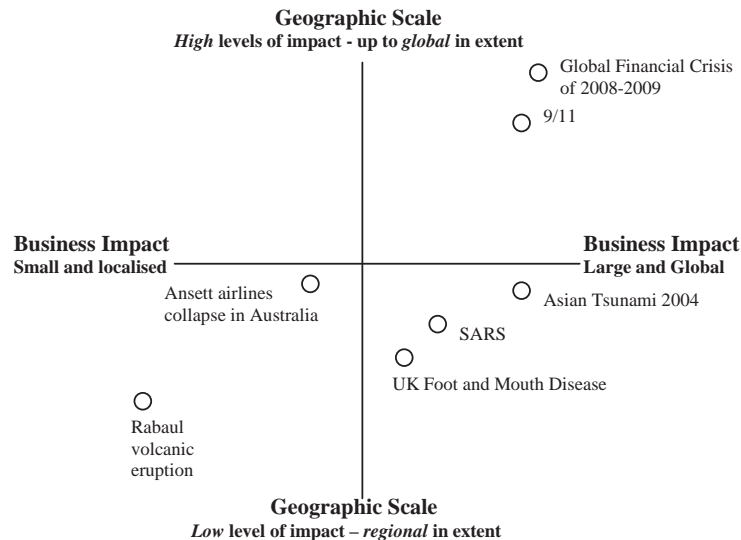 Geographic Scale
High levels of impact - up to global in extent
Global Financial Crisis
of 2008-2009
9/11
Business Impact
Small and localised
Business Impact
Large and Global
Ansett airlines
collapse in Australia
Asian Tsunami 2004
SARS
UK Foot and Mouth Disease
Rabaul
volcanic
eruption
Geographic Scale
Low level of impact – regional in extent